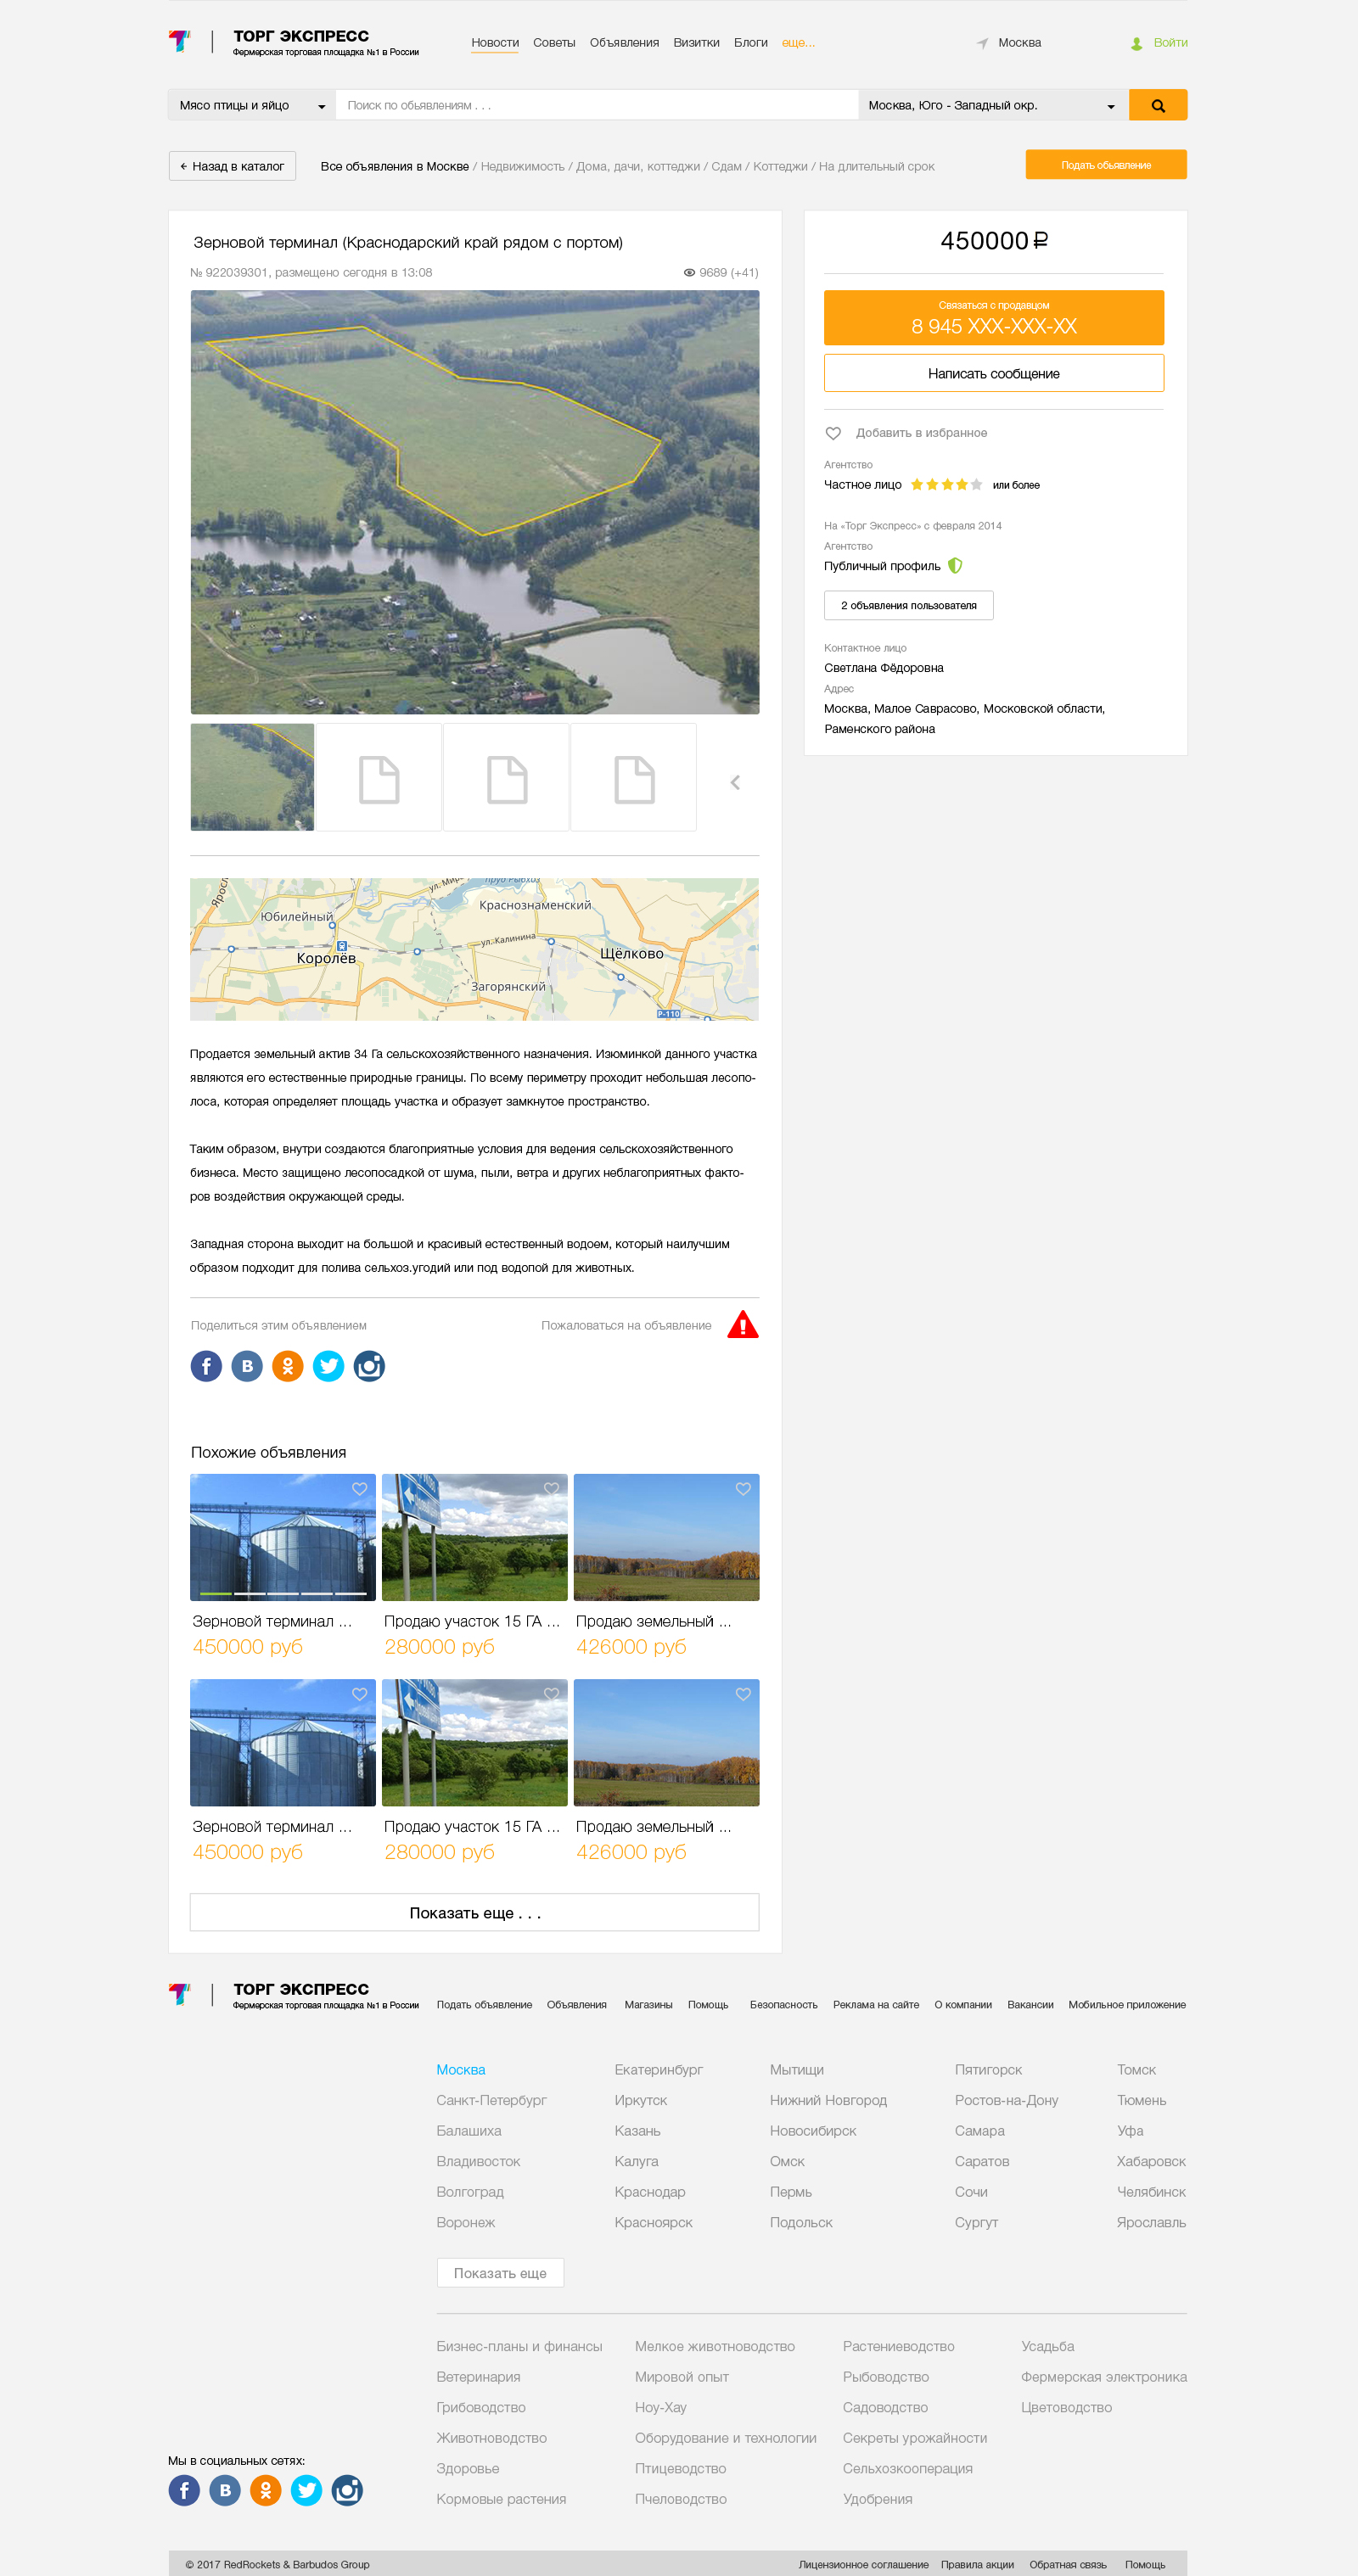 ТОРГ ЭКСПРЕСС
Фермерская торговая площадка №1 в России
Новости Советы Объявления Визитки Блоги еще...
Москва
Войти
Мясо птицы и яйцо
Поиск по обьявлениям . . .
Москва, Юго - Западный окр.
Назад в каталог
Все объявления в Москве / Недвижимость / Дома, дачи, коттеджи / Сдам / Коттеджи / На длительный срок
Подать обьявление
Зерновой терминал (Краснодарский край рядом с портом)
№ 922039301, размещено сегодня в 13:08
9689 (+41)
450000₽
Связаться с продавцом
8 945 XXX-XXX-XX
Написать сообщение
Добавить в избранное
Агентство
Частное лицо
или более
На «Торг Экспресс» с февраля 2014
Агентство
Публичный профиль
2 объявления пользователя
Контактное лицо
Светлана Фёдоровна
Адрес
Москва, Малое Саврасово, Московской области,
Раменского района
Юбилейный
Краснознаменский
ул. Калинина
Королёв
Щёлково
Загорянский
Р-110
Продается земельный актив 34 Га сельскохозяйственного назначения. Изюминкой данного участка
являются его естественные природные границы. По всему периметру проходит небольшая лесопо-
лоса, которая определяет площадь участка и образует замкнутое пространство.
Таким образом, внутри создаются благоприятные условия для ведения сельскохозяйственного
бизнеса. Место защищено лесопосадкой от шума, пыли, ветра и других неблагоприятных факто-
ров воздействия окружающей среды.
Западная сторона выходит на большой и красивый естественный водоем, который наилучшим
образом подходит для полива сельхоз.угодий или под водопой для животных.
Поделиться этим объявлением
Пожаловаться на объявление
Похожие объявления
Зерновой терминал ...
Продаю участок 15 ГА ...
Продаю земельный ...
450000 руб
280000 руб
426000 руб
Зерновой терминал ...
Продаю участок 15 ГА ...
Продаю земельный ...
450000 руб
280000 руб
426000 руб
Показать еще . . .
ТОРГ ЭКСПРЕСС
Фермерская торговая площадка №1 в России
Подать объявление Объявления Магазины Помощь Безопасность Реклама на сайте О компании Вакансии Мобильное приложение
Москва Екатеринбург Мытищи Пятигорск Томск
Санкт-Петербург Иркутск Нижний Новгород Ростов-на-Дону Тюмень
Балашиха Казань Новосибирск Самара Уфа
Владивосток Калуга Омск Саратов Хабаровск
Волгоград Краснодар Пермь Сочи Челябинск
Воронеж Красноярск Подольск Сургут Ярославль
Показать еще
Бизнес-планы и финансы Мелкое животноводство Растениеводство Усадьба
Ветеринария Мировой опыт Рыбоводство Фермерская электроника
Грибоводство Ноу-Хау Садоводство Цветоводство
Животноводство Оборудование и технологии Секреты урожайности
Здоровье Птицеводство Сельхозкооперация
Кормовые растения Пчеловодство Удобрения
Мы в социальных сетях:
© 2017 RedRockets & Barbudos Group
Лицензионное соглашение Правила акции Обратная связь Помощь